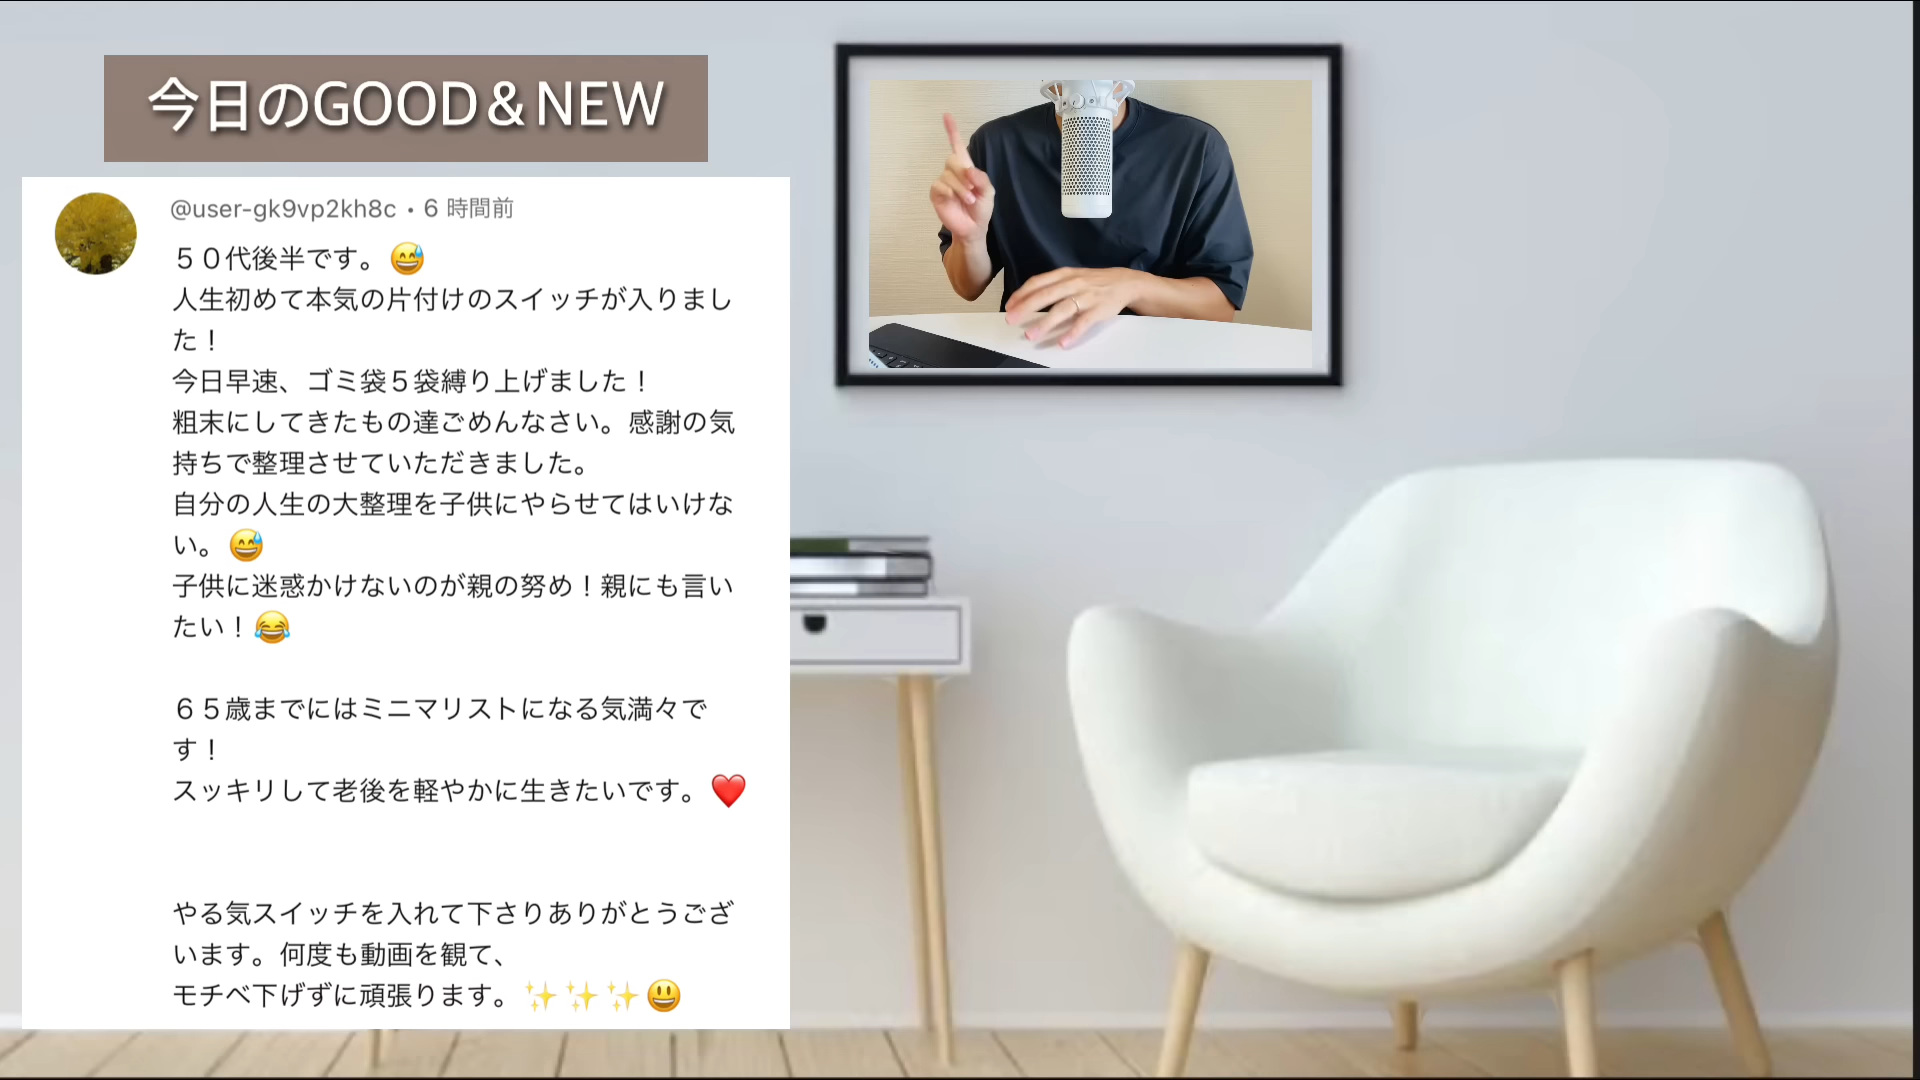 今日のGOOD＆NEW
@user-gk9vp2kh8c・6 時間前
５０代後半です。😅
人生初めて本気の片付けのスイッチが入りまし
た！
今日早速、ゴミ袋５袋縛り上げました！
粗末にしてきたもの達ごめんなさい。感謝の気
持ちで整理させていただきました。
自分の人生の大整理を子供にやらせてはいけな
い。😅
子供に迷惑かけないのが親の努め！親にも言い
たい！😂
６５歳までにはミニマリストになる気満々で
す！
スッキリして老後を軽やかに生きたいです。❤️
やる気スイッチを入れて下さりありがとうござ
います。何度も動画を観て、
モチベ下げずに頑張ります。✨✨✨😃